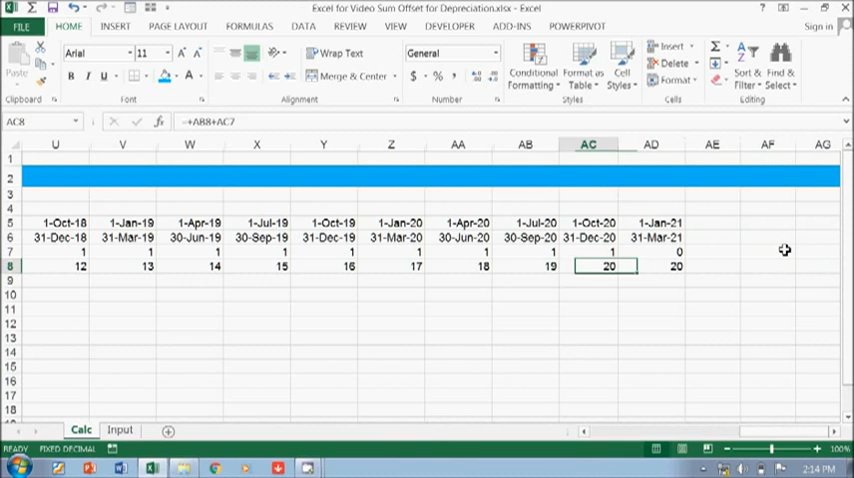 Excel for Video Sum Offset for Depreciation.xlsx - Excel
FILE HOME INSERT PAGE LAYOUT FORMULAS DATA REVIEW VIEW DEVELOPER ADD-INS POWERPIVOT Sign in
Paste
Arial 11
Wrap Text
Merge & Center
General
Conditional Formatting
Format as Table
Cell Styles
Insert
Delete
Format
Sort & Filter
Find & Select
Clipboard Font Alignment Number Styles Cells Editing
AC8 =+AB8+AC7
U V W X Y Z AA AB AC AD AE AF AG
1
2
3
4
5 1-Oct-18 1-Jan-19 1-Apr-19 1-Jul-19 1-Oct-19 1-Jan-20 1-Apr-20 1-Jul-20 1-Oct-20 1-Jan-21
6 31-Dec-18 31-Mar-19 30-Jun-19 30-Sep-19 31-Dec-19 31-Mar-20 30-Jun-20 30-Sep-20 31-Dec-20 31-Mar-21
7 1 1 1 1 1 1 1 1 1 0
8 12 13 14 15 16 17 18 19 20 20
9
10
11
12
13
14
15
16
17
18
Calc Input
READY FIXED DECIMAL 100%
2:14 PM